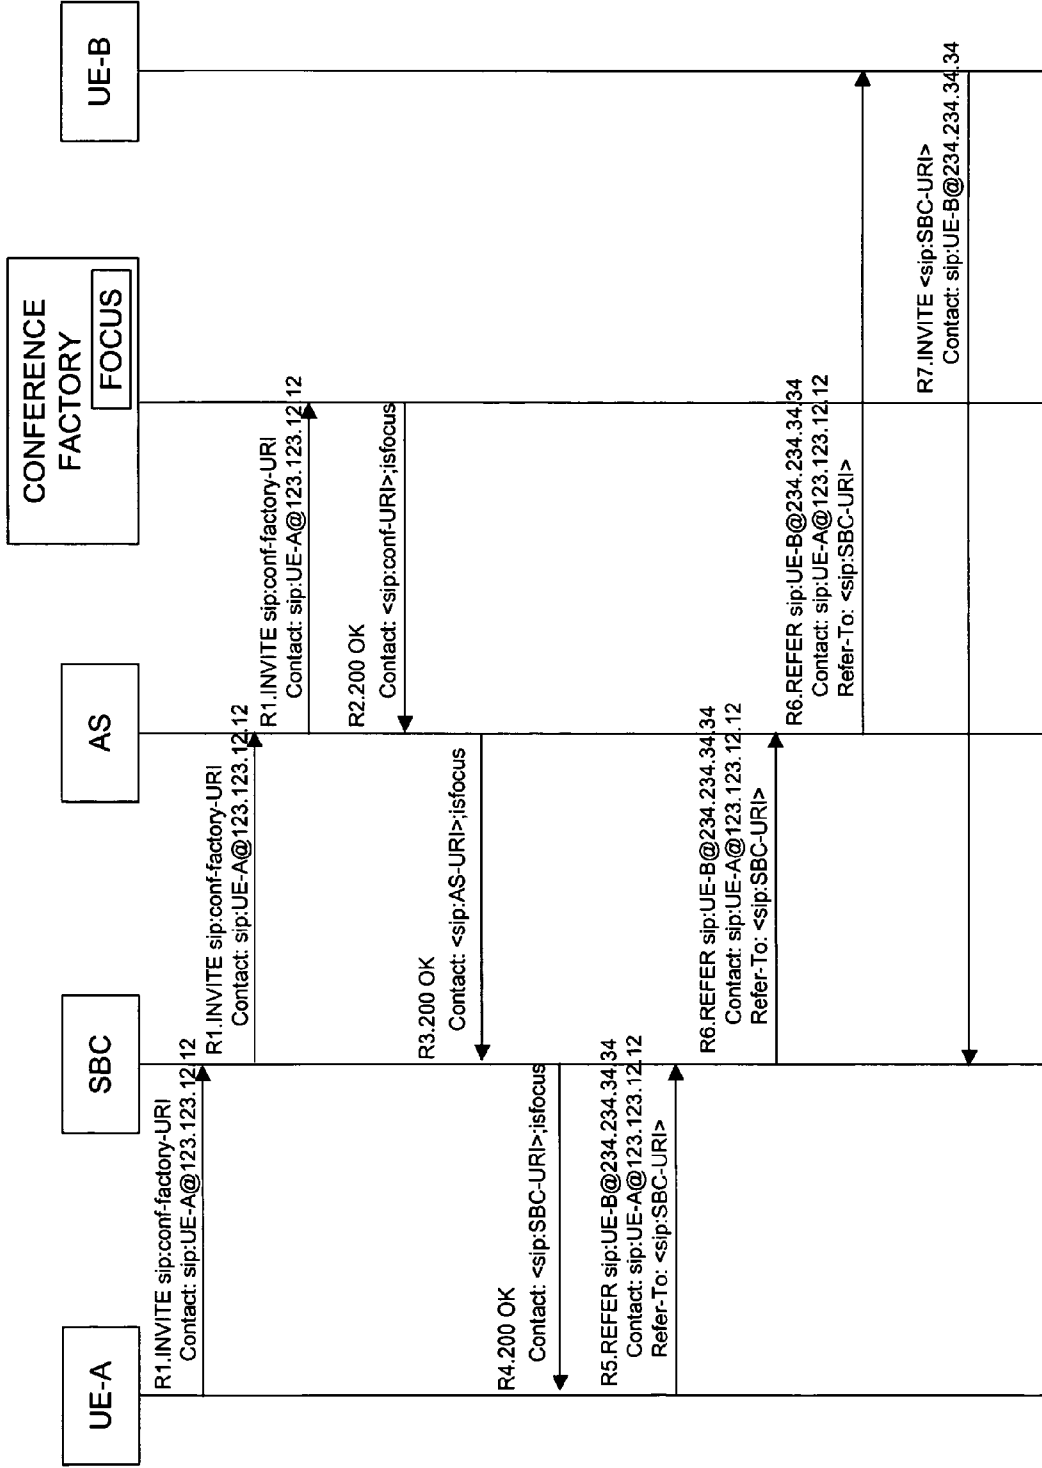 UE-A
SBC
AS
CONFERENCE
FACTORY
FOCUS
UE-B
R1.INVITE sip:conf-factory-URI
Contact: sip:UE-A@123.123.12.12
R1.INVITE sip:conf-factory-URI
Contact: sip:UE-A@123.123.12.12
R1.INVITE sip:conf-factory-URI
Contact: sip:UE-A@123.123.12.12
R2.200 OK
Contact: <sip:conf-URI>;isfocus
R3.200 OK
Contact: <sip:AS-URI>;isfocus
R4.200 OK
Contact: <sip:SBC-URI>;isfocus
R5.REFER sip:UE-B@234.234.34.34
Contact: sip:UE-A@123.123.12.12
Refer-To: <sip:SBC-URI>
R6.REFER sip:UE-B@234.234.34.34
Contact: sip:UE-A@123.123.12.12
Refer-To: <sip:SBC-URI>
R6.REFER sip:UE-B@234.234.34.34
Contact: sip:UE-A@123.123.12.12
Refer-To: <sip:SBC-URI>
R7.INVITE <sip:SBC-URI>
Contact: sip:UE-B@234.234.34.34